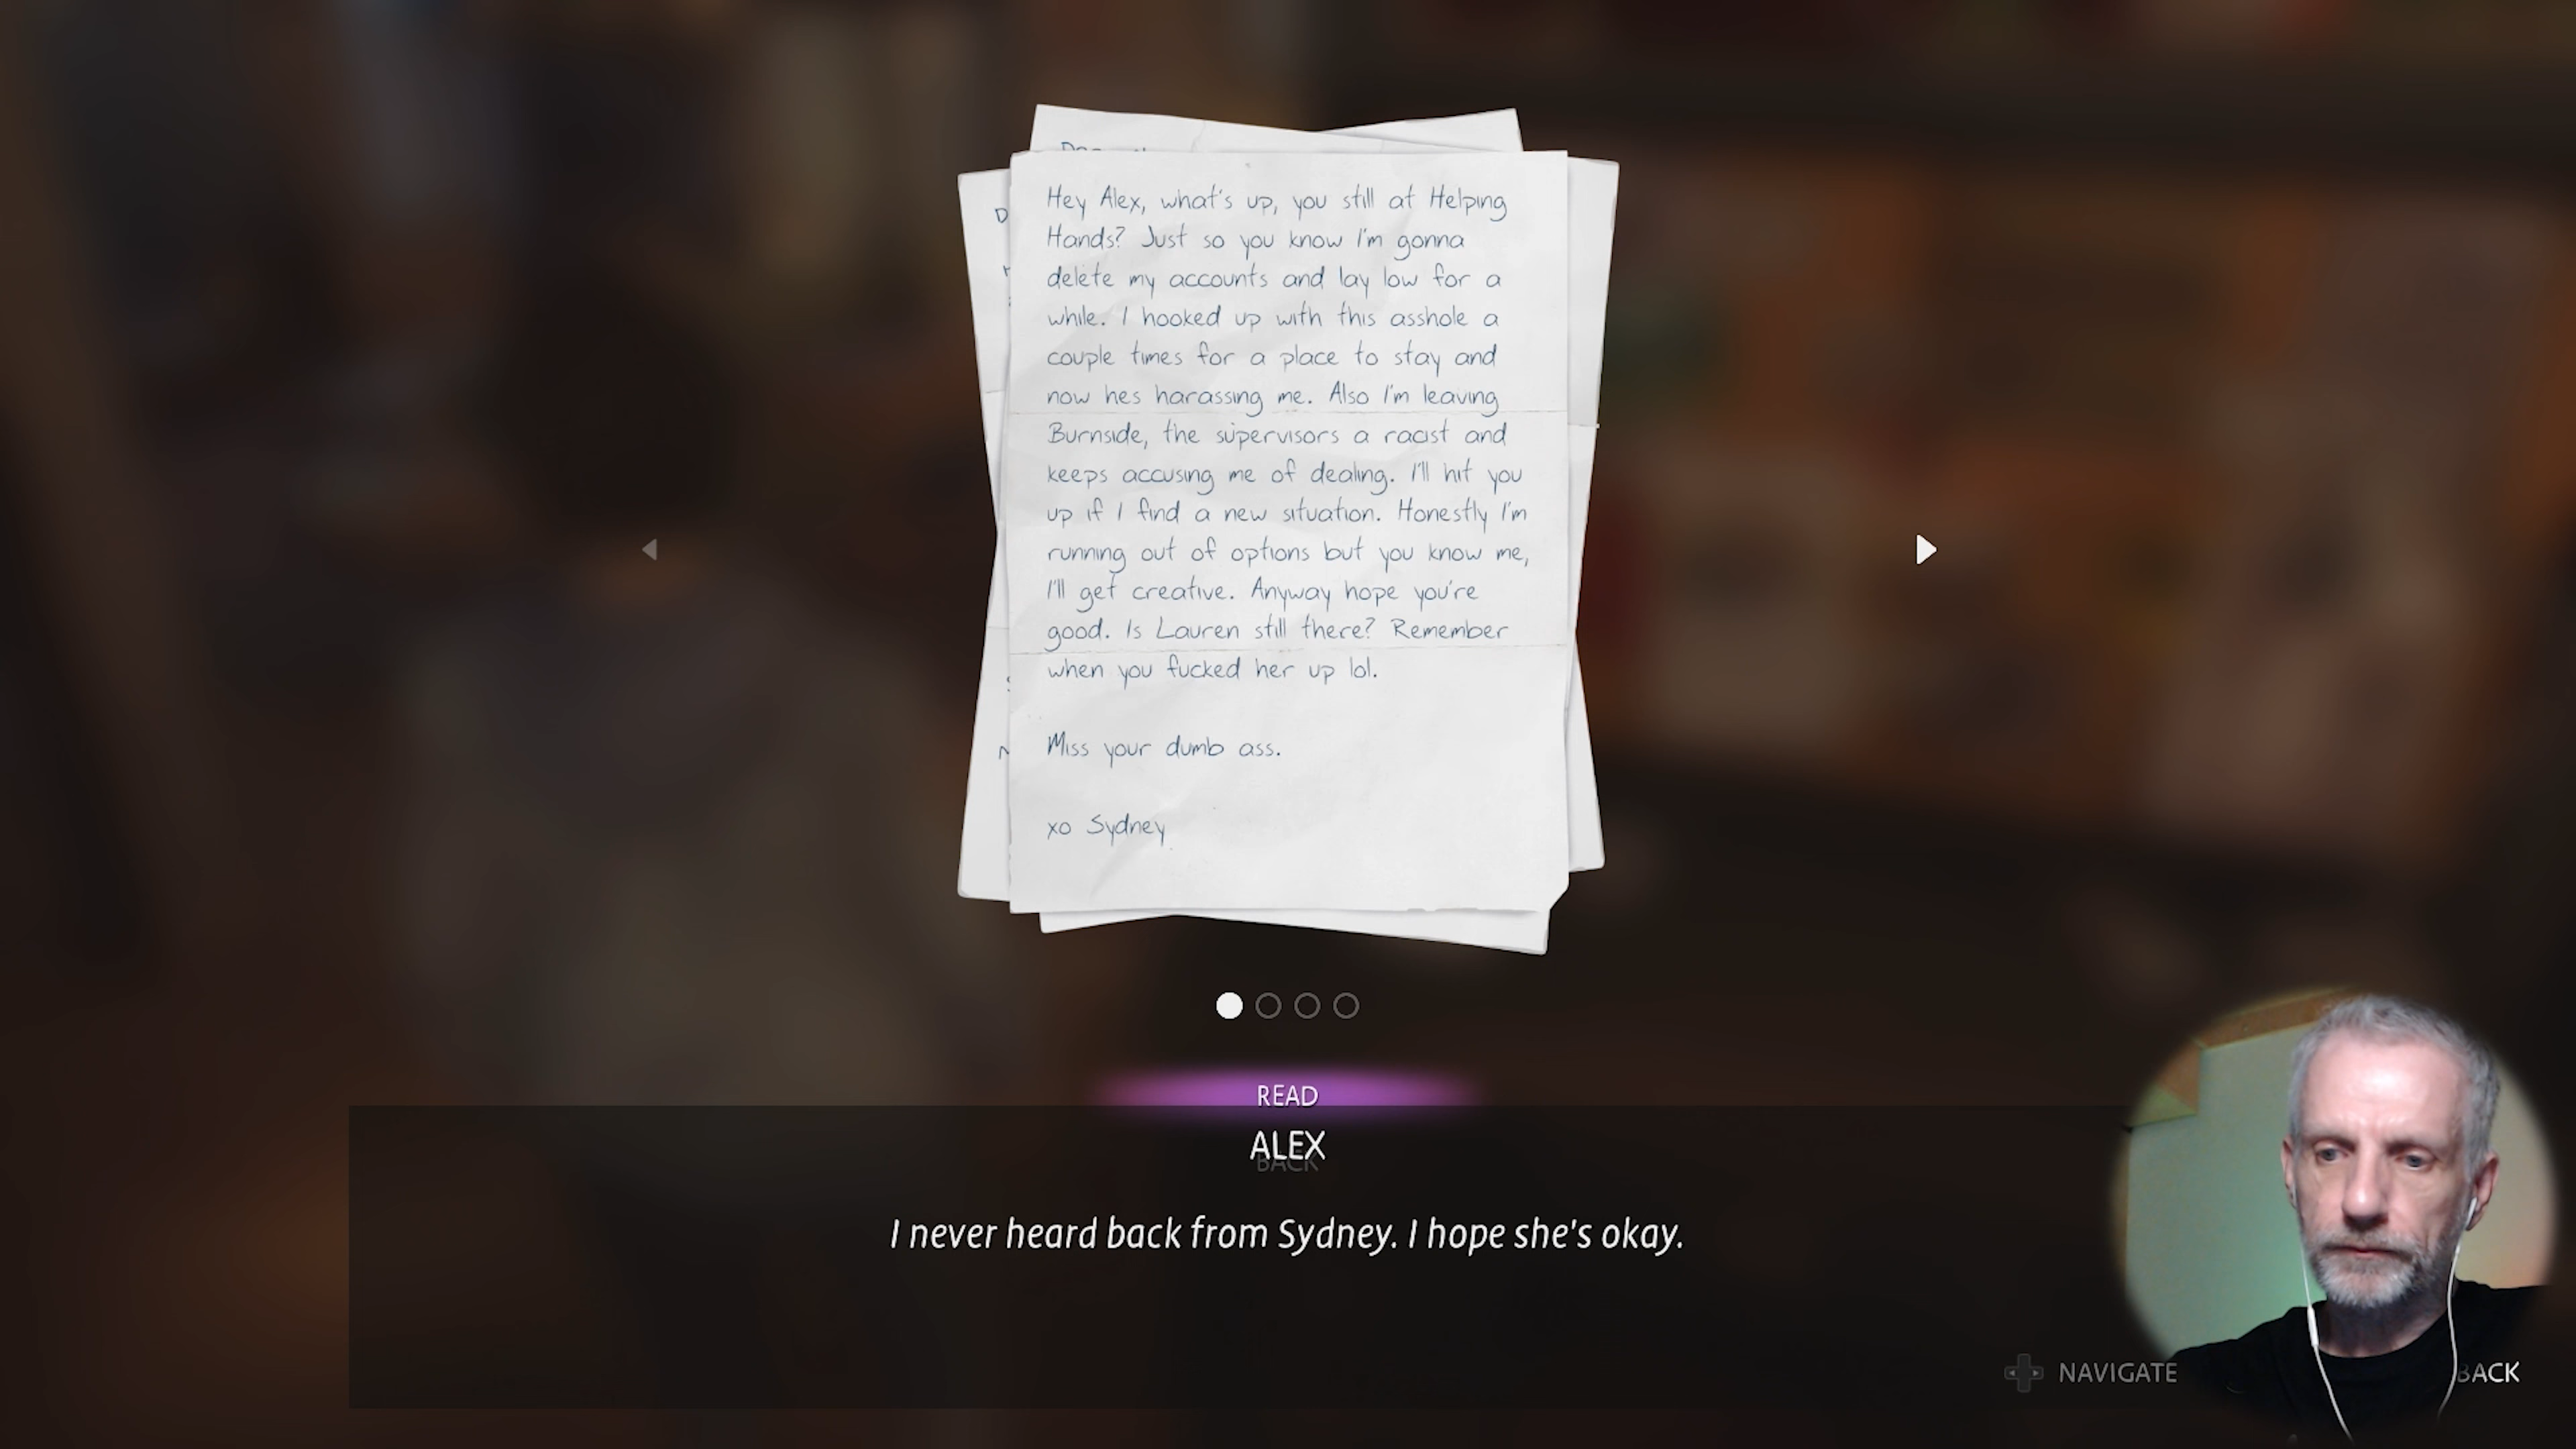 Hey Alex, what's up, you still at Helping
Hands? Just so you know I'm gonna
delete my accounts and lay low for a
while. I hooked up with this asshole a
couple times for a place to stay and
now hes harassing me. Also I'm leaving
Burnside, the supervisors a racist and
keeps accusing me of dealing. I'll hit you
up if I find a new situation. Honestly I'm
running out of options but you know me,
I'll get creative. Anyway hope you're
good. Is Lauren still there? Remember
when you fucked her up lol.
Miss your dumb ass.
xo Sydney
READ
ALEX
BACK
I never heard back from Sydney. I hope she's okay.
NAVIGATE
BACK